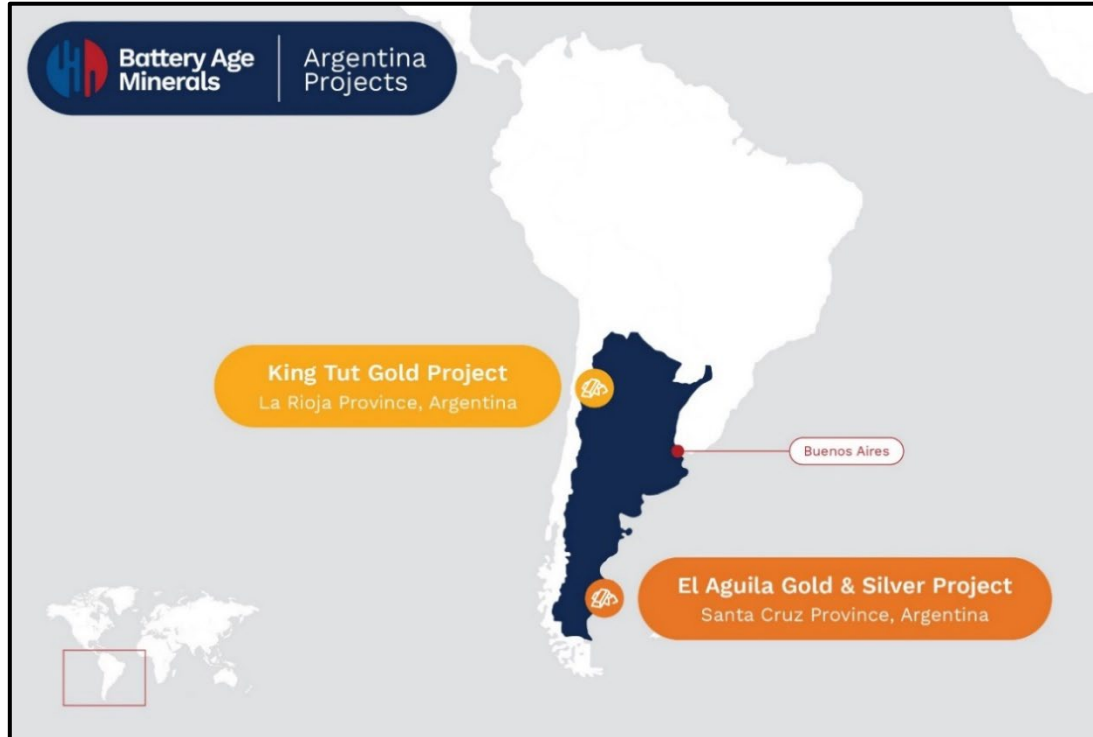 Battery Age
Minerals
Argentina
Projects
King Tut Gold Project
La Rioja Province, Argentina
Buenos Aires
El Aguila Gold & Silver Project
Santa Cruz Province, Argentina